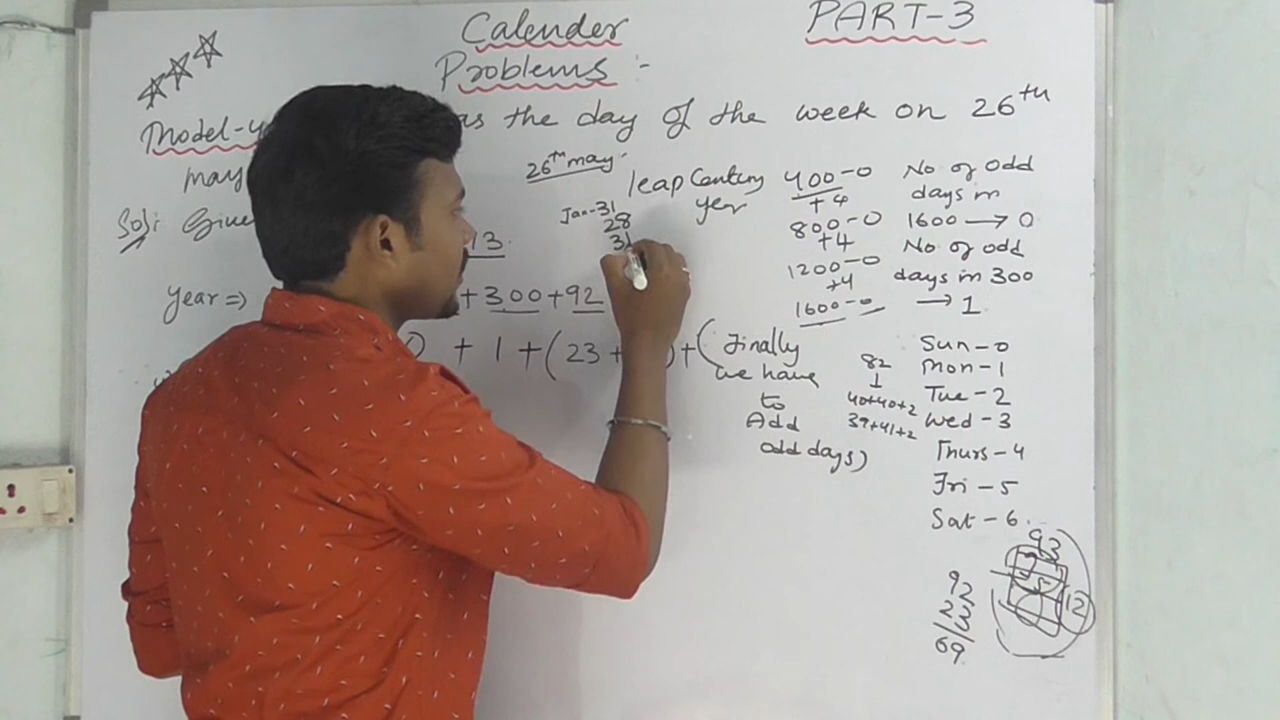 Calender
PART-3
Problems :-
Model-4 as the day of the week on 26th
may
26th may
Sol: Give
13.
Year => + 300 + 92
0 + 1 + (23 + ) + ( Finally
we have
to
Add
odd days)
Jan-31
28
31
leap Century
year
400-0
+4
800-0
+4
1200-0
+4
1600-0
No of odd
days in
1600 → 0
No of odd
days in 300
→ 1
82
↓
40+40+2
39+41+2
Sun-0
Mon-1
Tue-2
Wed-3
Thurs-4
Fri-5
Sat-6
92
23
69
12